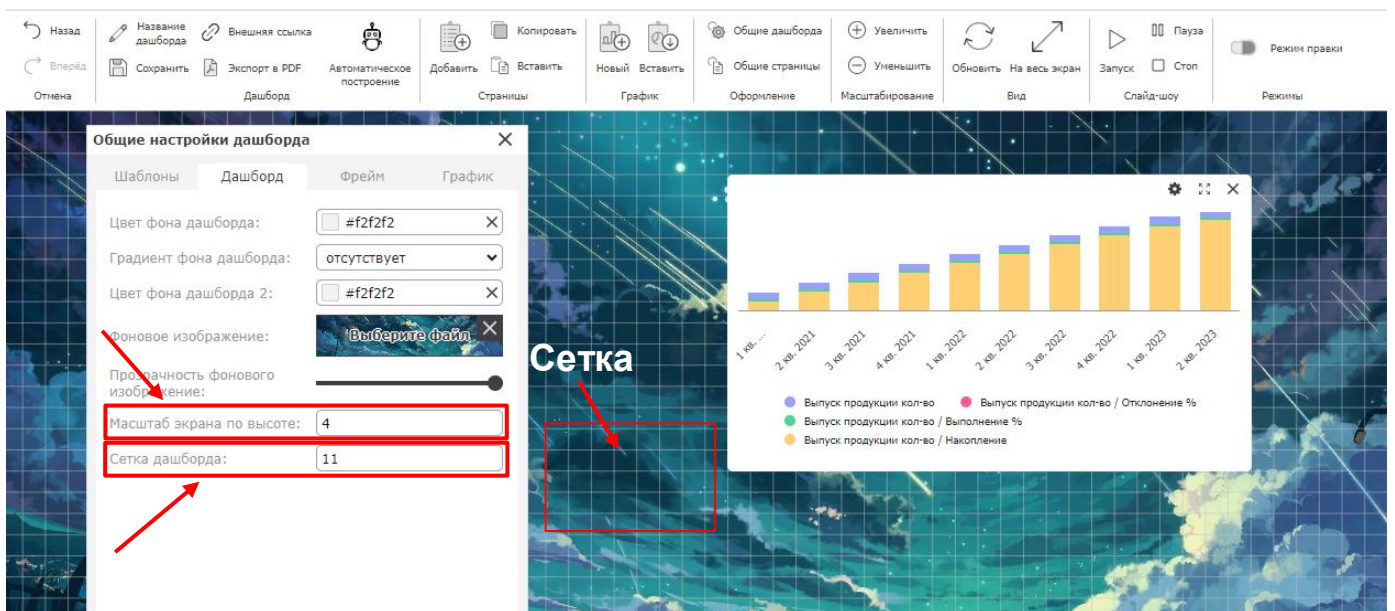 Назад
Вперёд
Отмена
Название дашборда
Внешняя ссылка
Сохранить
Экспорт в PDF
Автоматическое построение
Дашборд
Добавить
Копировать
Вставить
Страницы
Новый
Вставить
График
Общие дашборда
Общие страницы
Оформление
Увеличить
Уменьшить
Масштабирование
Обновить
На весь экран
Вид
Запуск
Пауза
Стоп
Слайд-шоу
Режим правки
Режимы
Общие настройки дашборда
Шаблоны Дашборд Фрейм График
Цвет фона дашборда: #f2f2f2
Градиент фона дашборда: отсутствует
Цвет фона дашборда 2: #f2f2f2
Фоновое изображение: Выберите файл
Прозрачность фонового
изображение:
Масштаб экрана по высоте: 4
Сетка дашборда: 11
Сетка
1 кв. ...
2 кв. 2021
3 кв. 2021
4 кв. 2021
1 кв. 2022
2 кв. 2022
3 кв. 2022
4 кв. 2022
1 кв. 2023
2 кв. 2023
Выпуск продукции кол-во
Выпуск продукции кол-во / Отклонение %
Выпуск продукции кол-во / Выполнение %
Выпуск продукции кол-во / Накопление